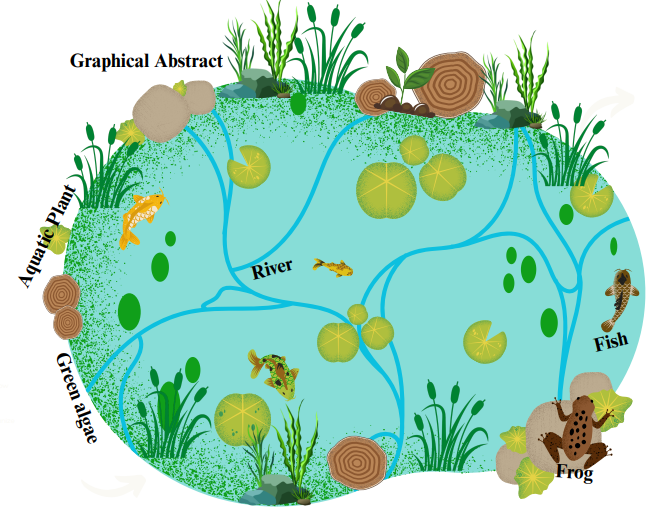 Graphical Abstract
Aquatic Plant
River
Fish
Green algae
Frog